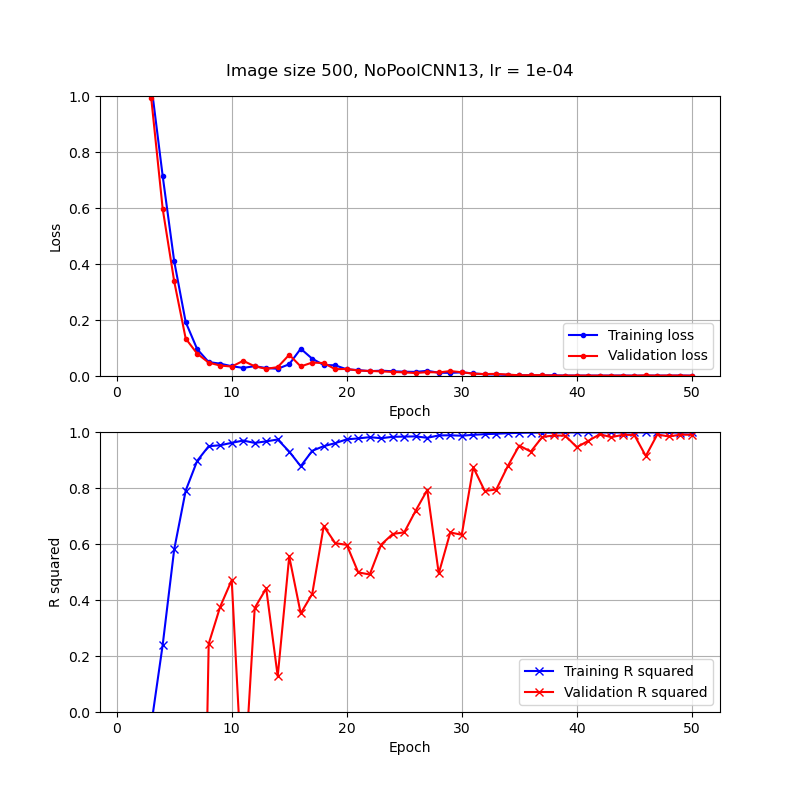 Image size 500, NoPoolCNN13, lr = 1e-04
1.0
0.8
0.6
0.4
0.2
0.0
Loss
Training loss
Validation loss
0 10 20 30 40 50
Epoch
1.0
0.8
0.6
0.4
0.2
0.0
R squared
Training R squared
Validation R squared
0 10 20 30 40 50
Epoch